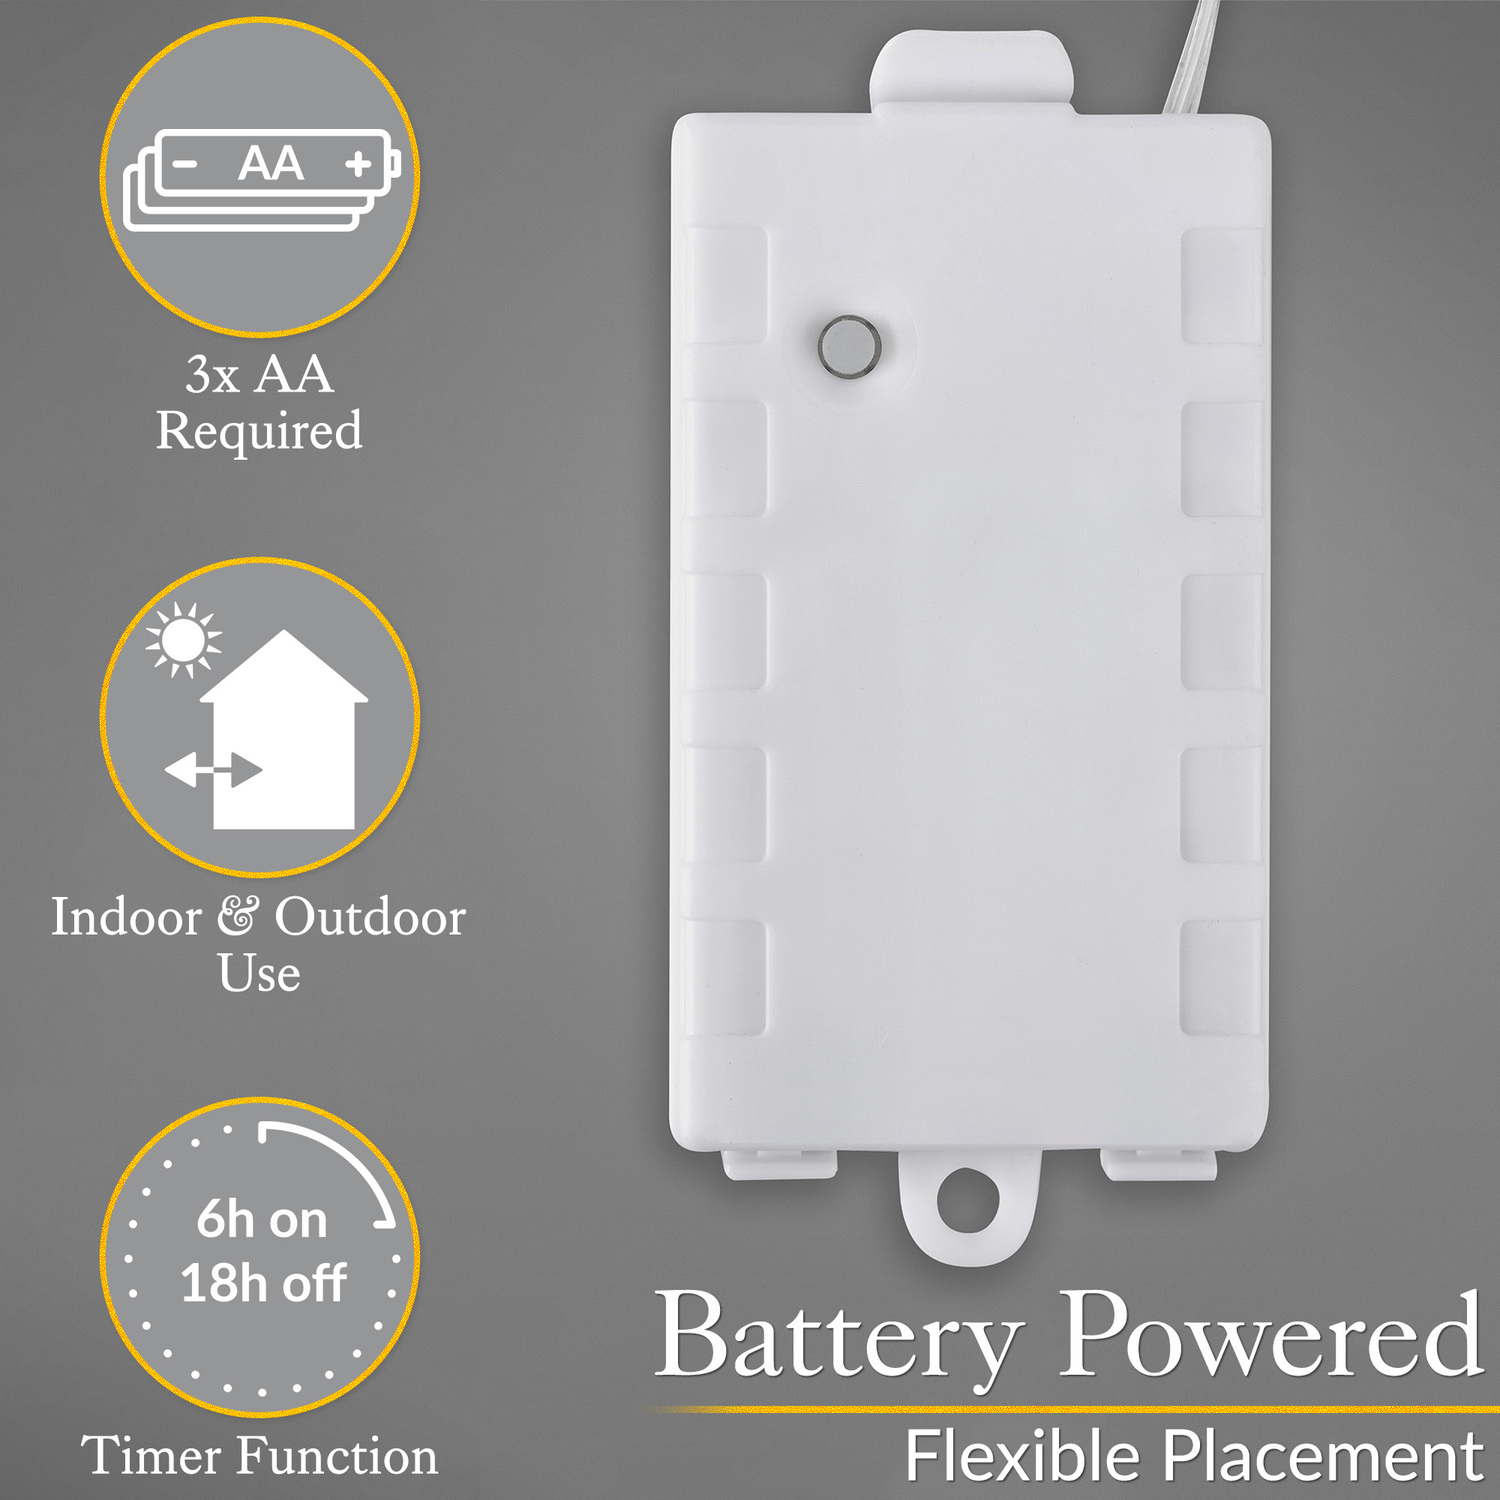 - AA +
3x AA
Required
Indoor & Outdoor
Use
6h on
18h off
Timer Function
Battery Powered
Flexible Placement